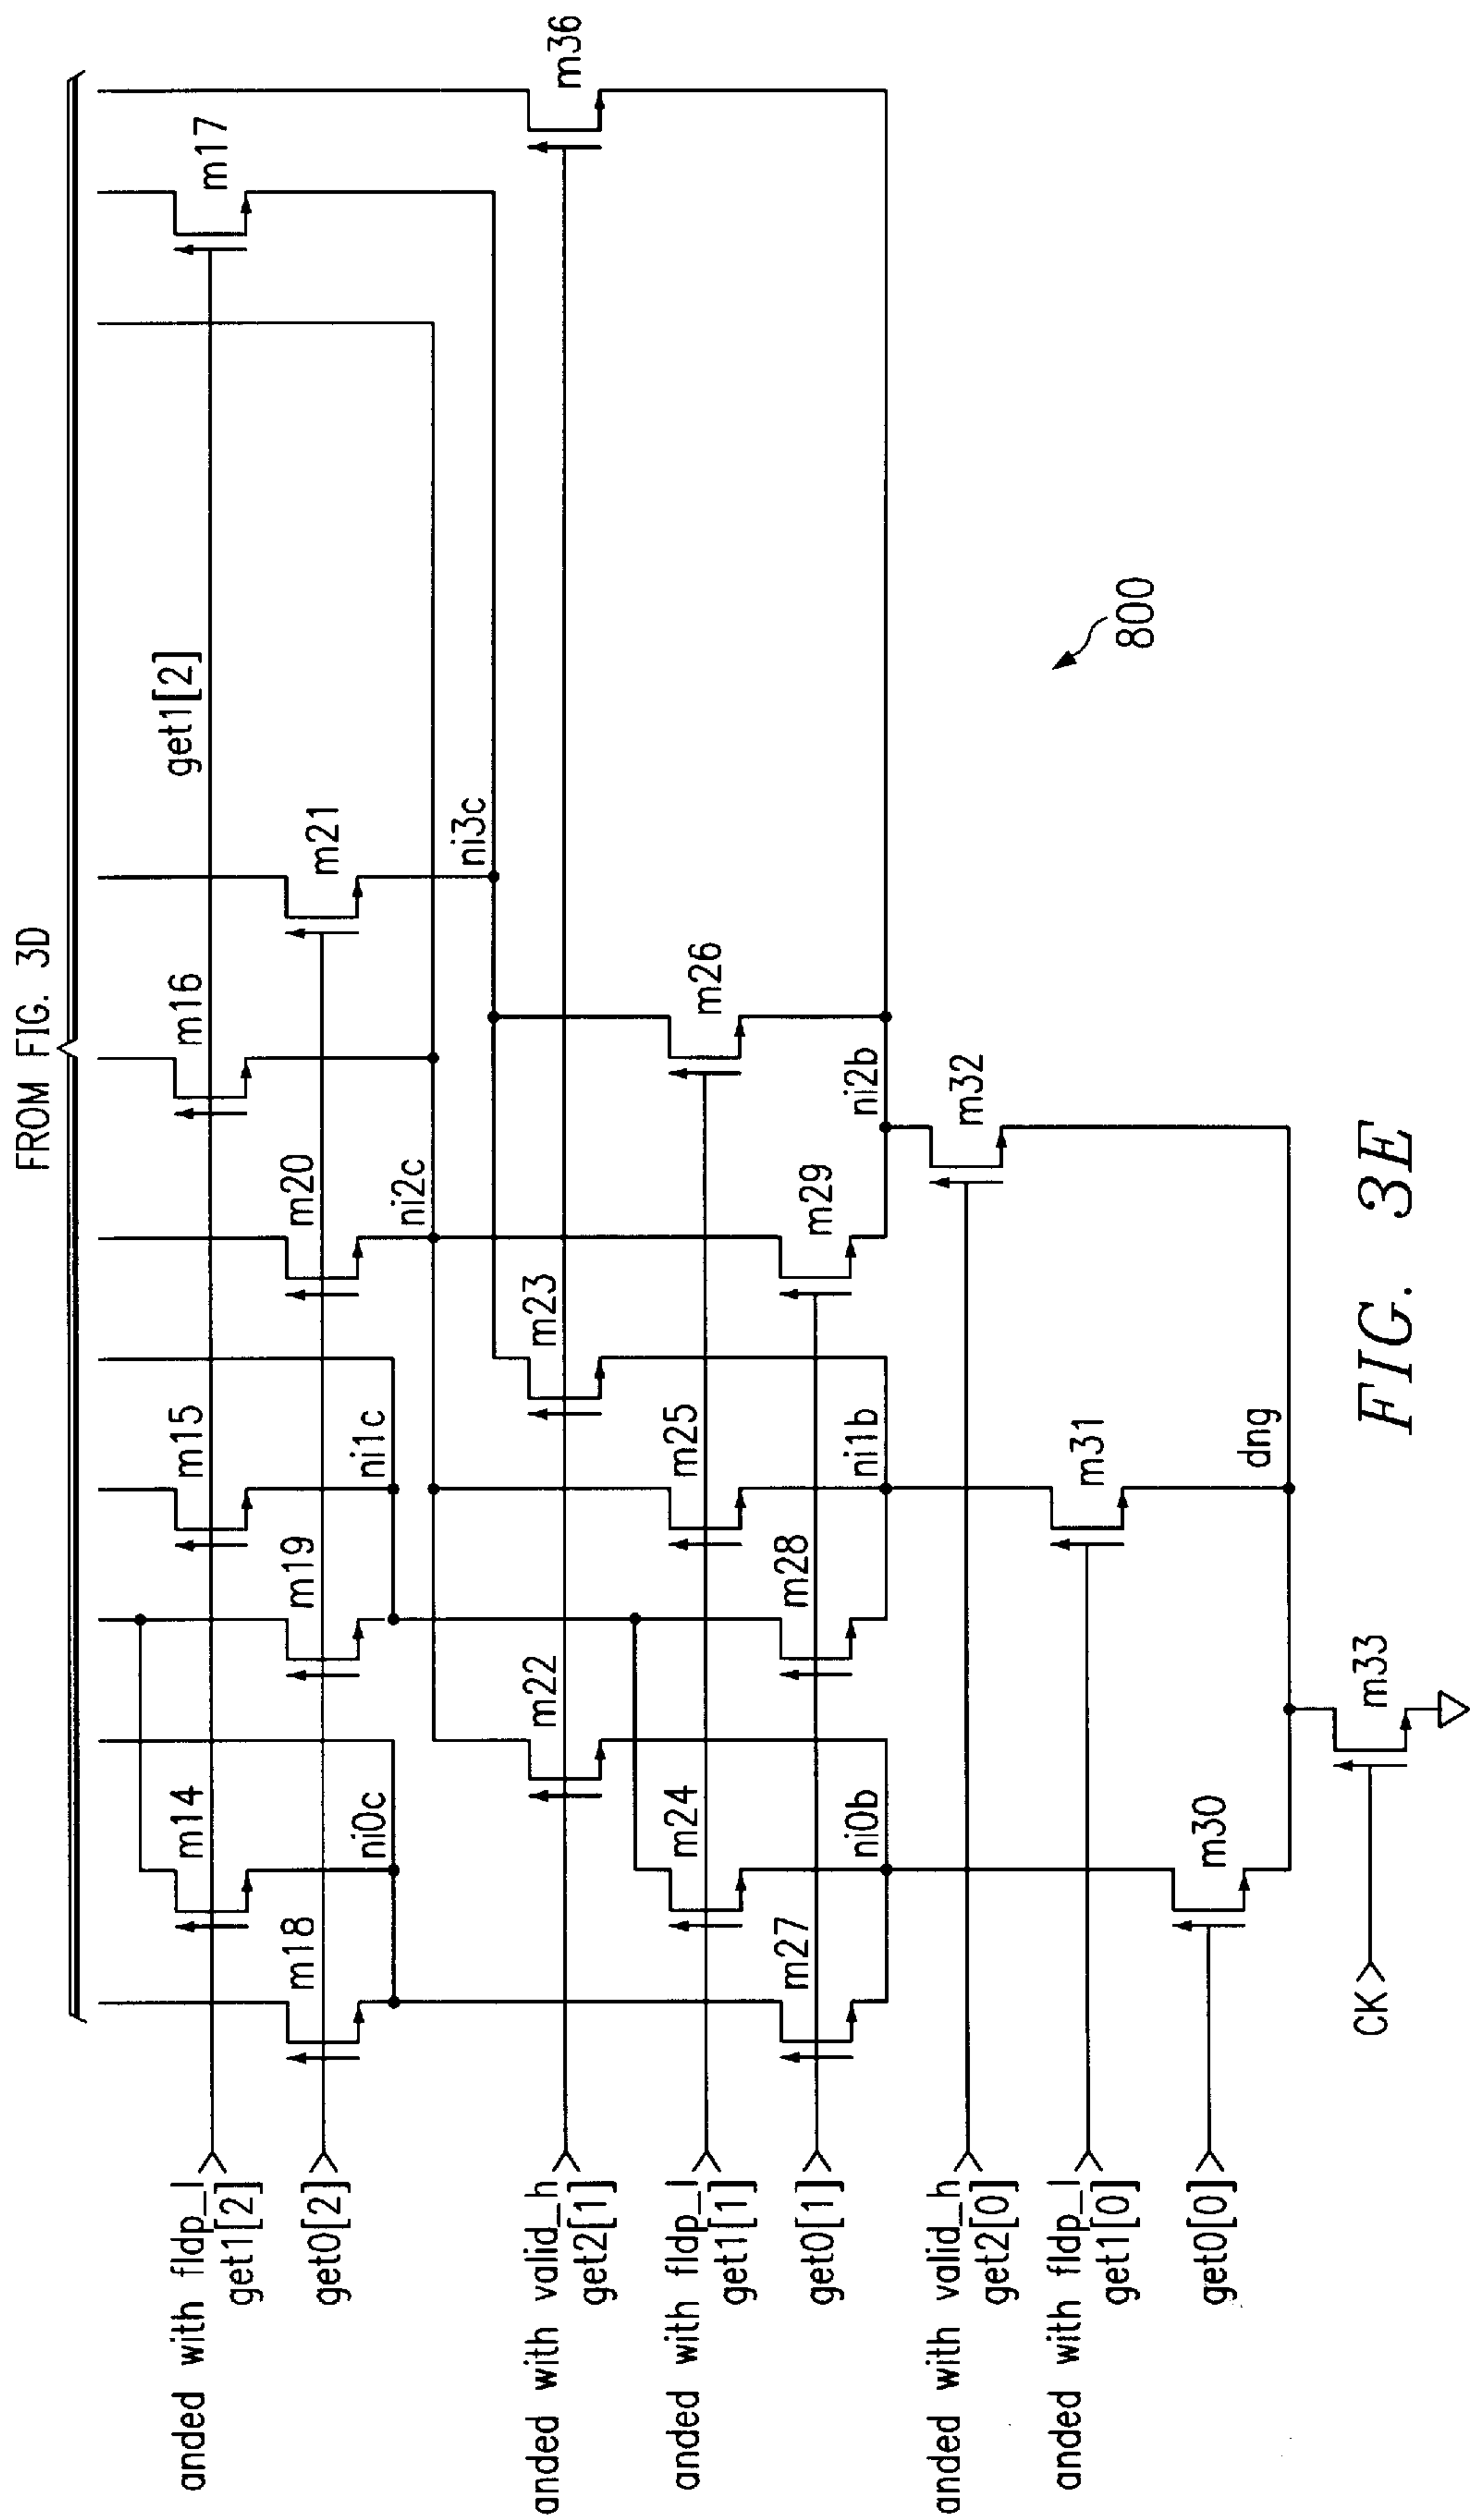 FROM FIG. 3D
anded with fldp_l
get1[2]
get0[2]
anded with valid_h
get2[1]
anded with fldp_l
get1[1]
get0[1]
anded with valid_h
get2[0]
anded with fldp_l
get1[0]
get0[0]
CK
m14
m15
m16
get1[2]
m17
m18
m19
m20
m21
ni0c
ni1c
ni2c
ni3c
m22
m23
m36
m24
m25
m26
m27
m28
m29
ni0b
ni1b
ni2b
m32
m31
m30
dng
m33
800
FIG. 3E